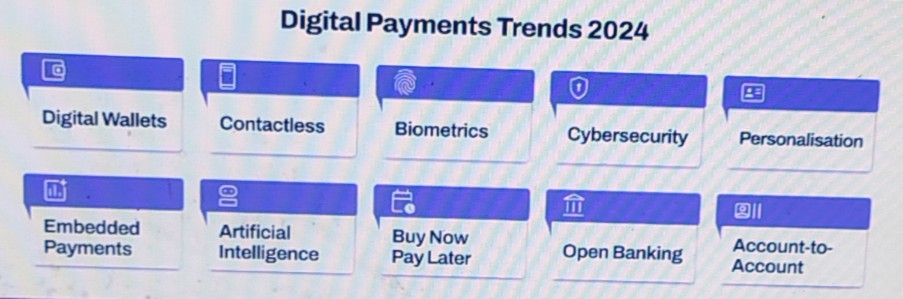 Digital Payments Trends 2024
Digital Wallets
Contactless
Biometrics
Cybersecurity
Personalisation
Embedded
Payments
Artificial
Intelligence
Buy Now
Pay Later
Open Banking
Account-to-
Account